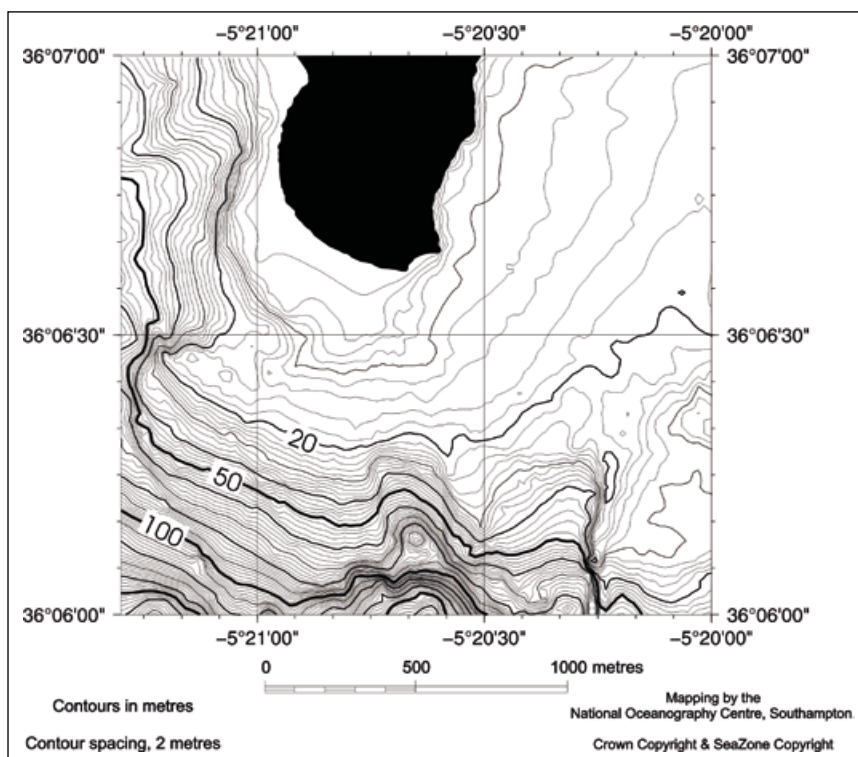 −5°21'00" −5°20'30" −5°20'00"
36°07'00" 36°07'00"
36°06'30" 36°06'30"
20
50
100
36°06'00" 36°06'00"
−5°21'00" −5°20'30" −5°20'00"
0 500 1000 metres
Contours in metres
Mapping by the
National Oceanography Centre, Southampton
Contour spacing, 2 metres
Crown Copyright & SeaZone Copyright